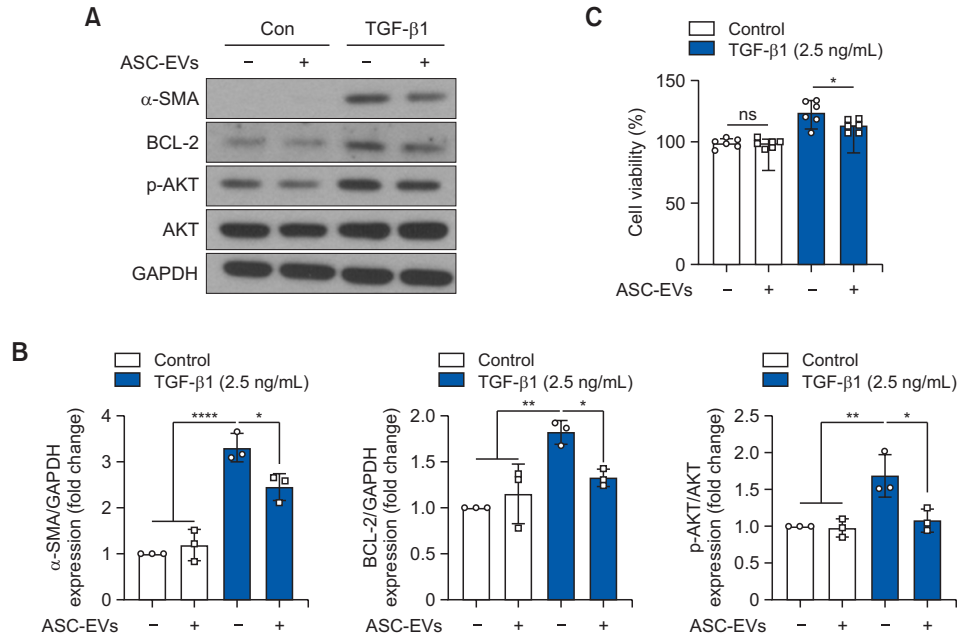 A
Con TGF-β1
ASC-EVs − + − +
α-SMA
BCL-2
p-AKT
AKT
GAPDH
C
Control
TGF-β1 (2.5 ng/mL)
Cell viability (%)
150
100
50
0
ns *
ASC-EVs − + − +
B
Control
TGF-β1 (2.5 ng/mL)
α-SMA/GAPDH
expression (fold change)
4
3
2
1
0
**** *
ASC-EVs − + − +
Control
TGF-β1 (2.5 ng/mL)
BCL-2/GAPDH
expression (fold change)
2.0
1.5
1.0
0.5
0.0
** *
ASC-EVs − + − +
Control
TGF-β1 (2.5 ng/mL)
p-AKT/AKT
expression (fold change)
2.5
2.0
1.5
1.0
0.5
0.0
** *
ASC-EVs − + − +